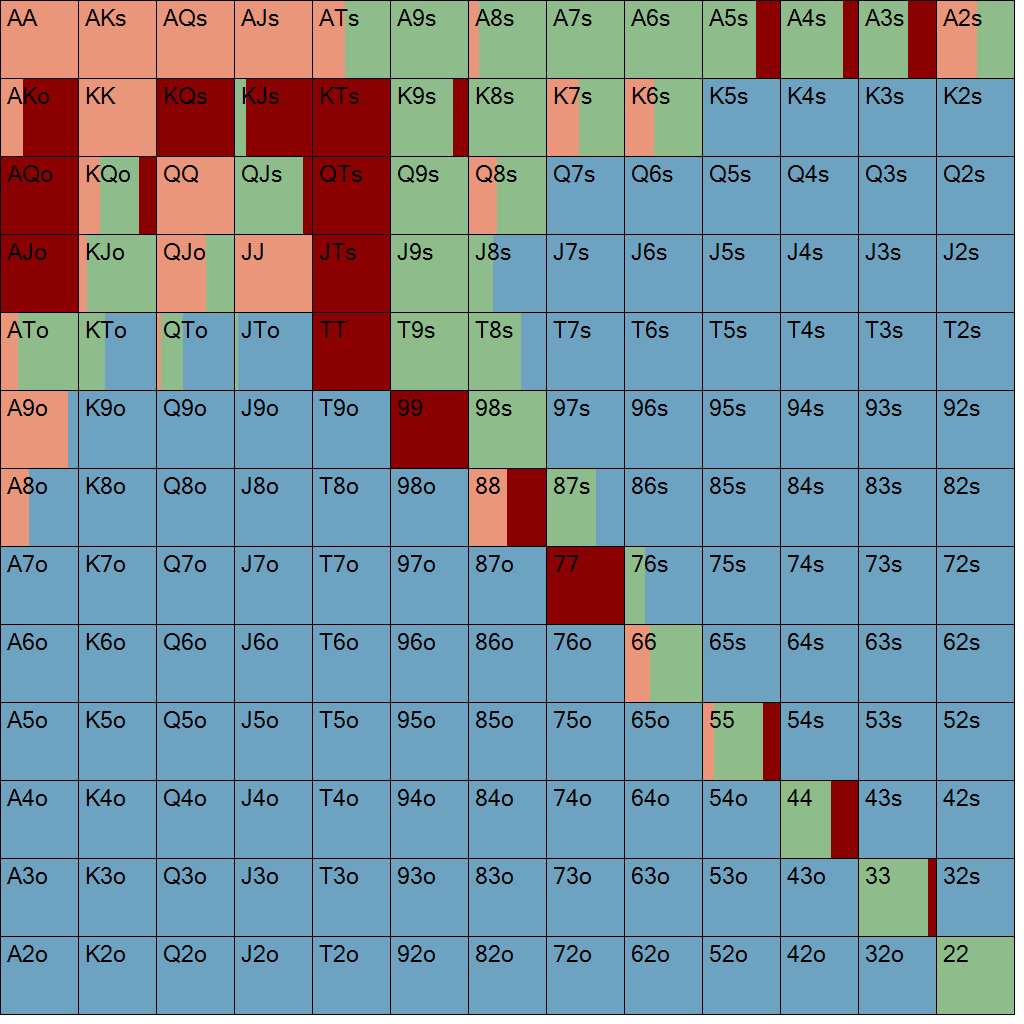 AA AKs AQs AJs ATs A9s A8s A7s A6s A5s A4s A3s A2s
AKo KK KQs KJs KTs K9s K8s K7s K6s K5s K4s K3s K2s
AQo KQo QQ QJs QTs Q9s Q8s Q7s Q6s Q5s Q4s Q3s Q2s
AJo KJo QJo JJ JTs J9s J8s J7s J6s J5s J4s J3s J2s
ATo KTo QTo JTo TT T9s T8s T7s T6s T5s T4s T3s T2s
A9o K9o Q9o J9o T9o 99 98s 97s 96s 95s 94s 93s 92s
A8o K8o Q8o J8o T8o 98o 88 87s 86s 85s 84s 83s 82s
A7o K7o Q7o J7o T7o 97o 87o 77 76s 75s 74s 73s 72s
A6o K6o Q6o J6o T6o 96o 86o 76o 66 65s 64s 63s 62s
A5o K5o Q5o J5o T5o 95o 85o 75o 65o 55 54s 53s 52s
A4o K4o Q4o J4o T4o 94o 84o 74o 64o 54o 44 43s 42s
A3o K3o Q3o J3o T3o 93o 83o 73o 63o 53o 43o 33 32s
A2o K2o Q2o J2o T2o 92o 82o 72o 62o 52o 42o 32o 22